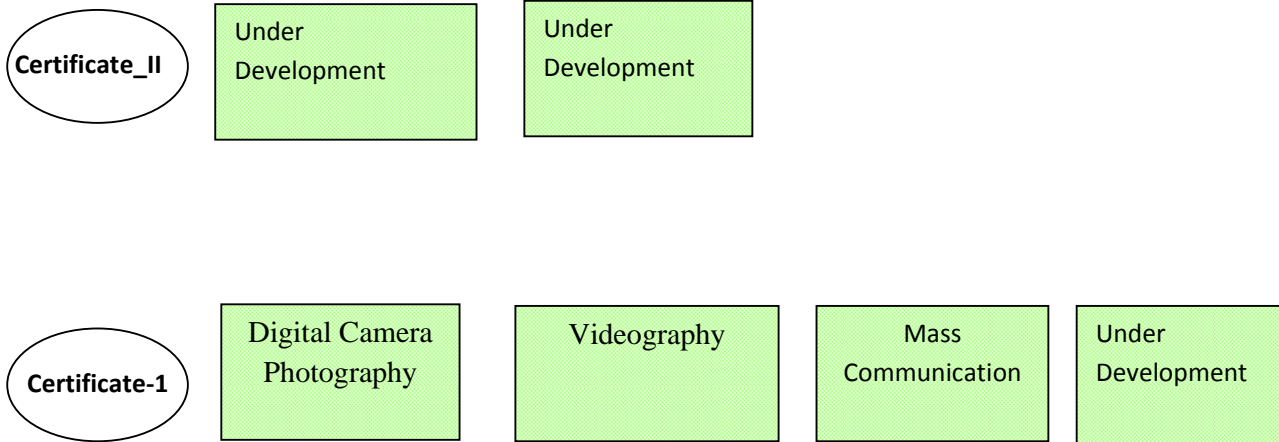 Certificate_II
Under
Development
Under
Development
Certificate-1
Digital Camera
Photography
Videography
Mass
Communication
Under
Development